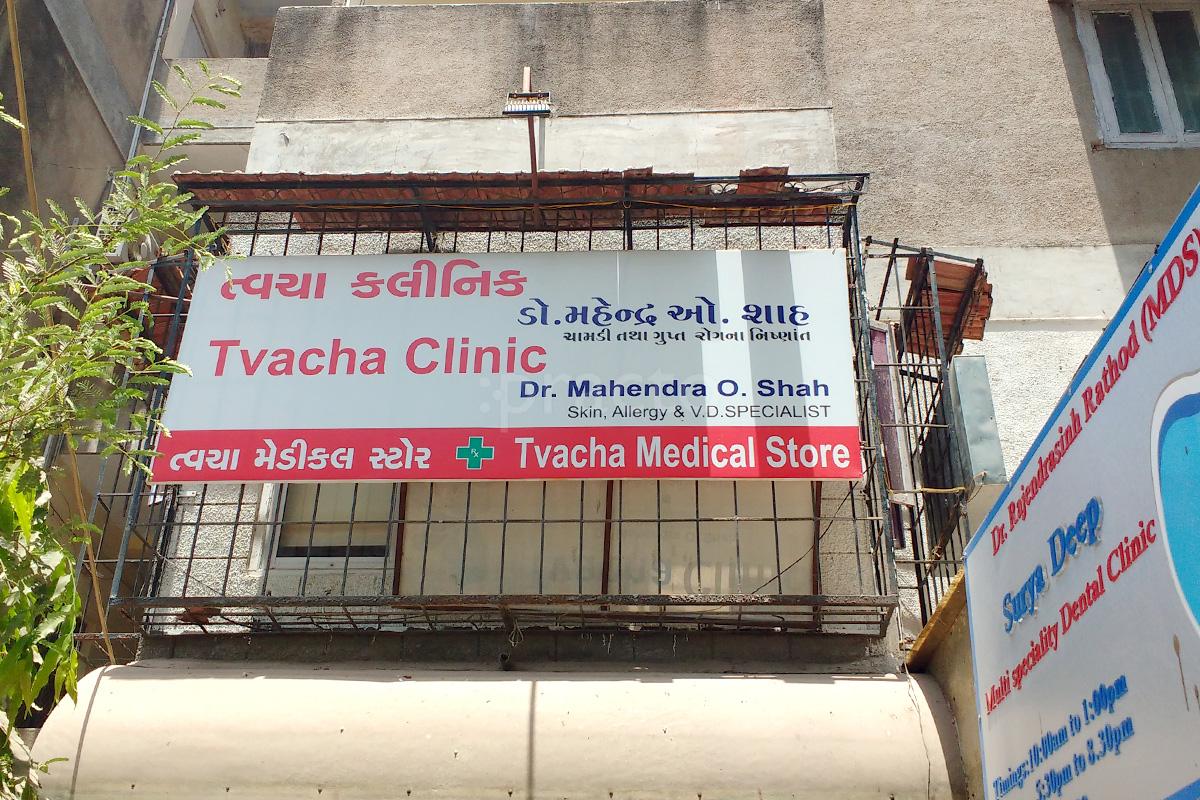 ત્વચા કલીનિક
ડો.મહેન્દ્ર ઓ. શાહ
ચામડી તથા ગુપ્ત રોગના નિષ્ણાંત
Tvacha Clinic
Dr. Mahendra O. Shah
Skin, Allergy & V.D.SPECIALIST
ત્વચા મેડીકલ સ્ટોર
Rx
Tvacha Medical Store
Dr. Rajendrasinh Rathod (MDS)
Surya Deep
Multi speciality Dental Clinic
Timings:10:00am to 1:00pm
5:30pm to 8.30pm
practo